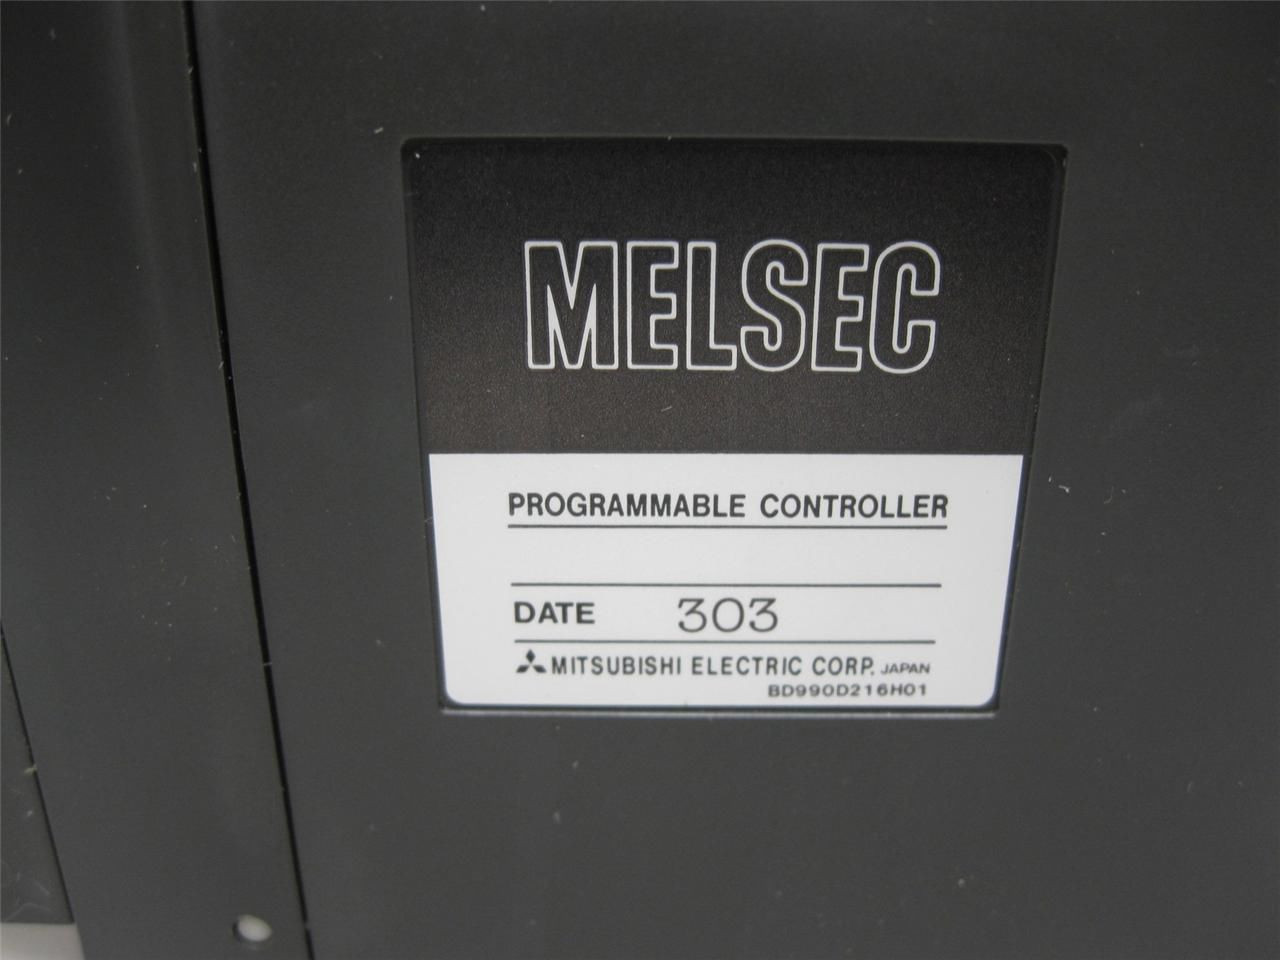 MELSEC
PROGRAMMABLE CONTROLLER
DATE 303
MITSUBISHI ELECTRIC CORP. JAPAN
BD990D216H01